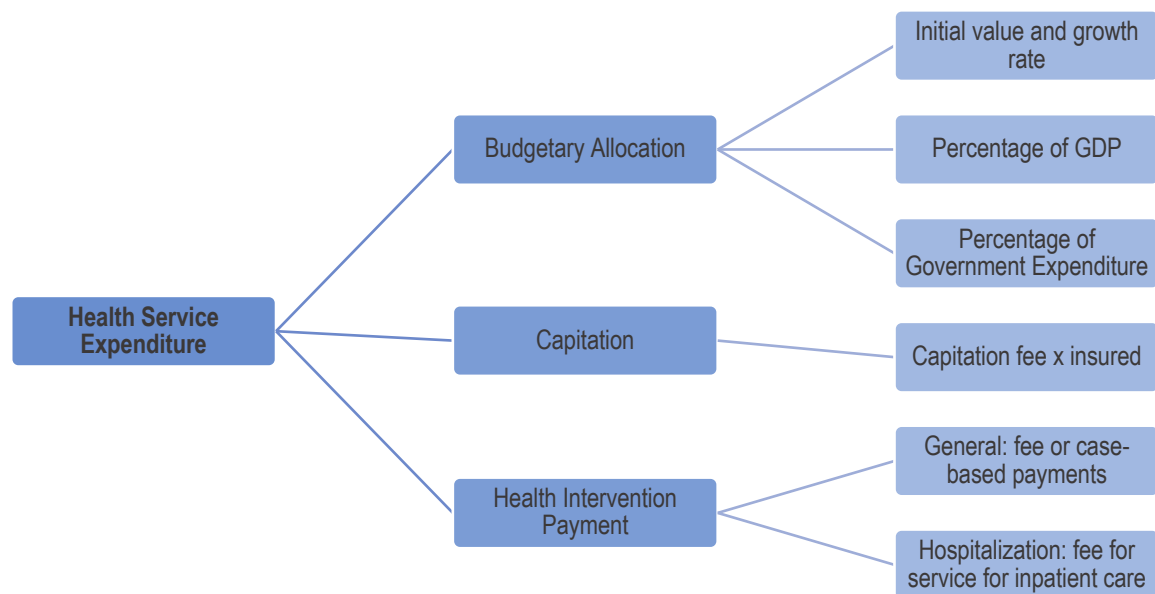 Health Service
Expenditure
Budgetary Allocation
Initial value and growth
rate
Percentage of GDP
Percentage of
Government Expenditure
Capitation
Capitation fee x insured
Health Intervention
Payment
General: fee or case-
based payments
Hospitalization: fee for
service for inpatient care